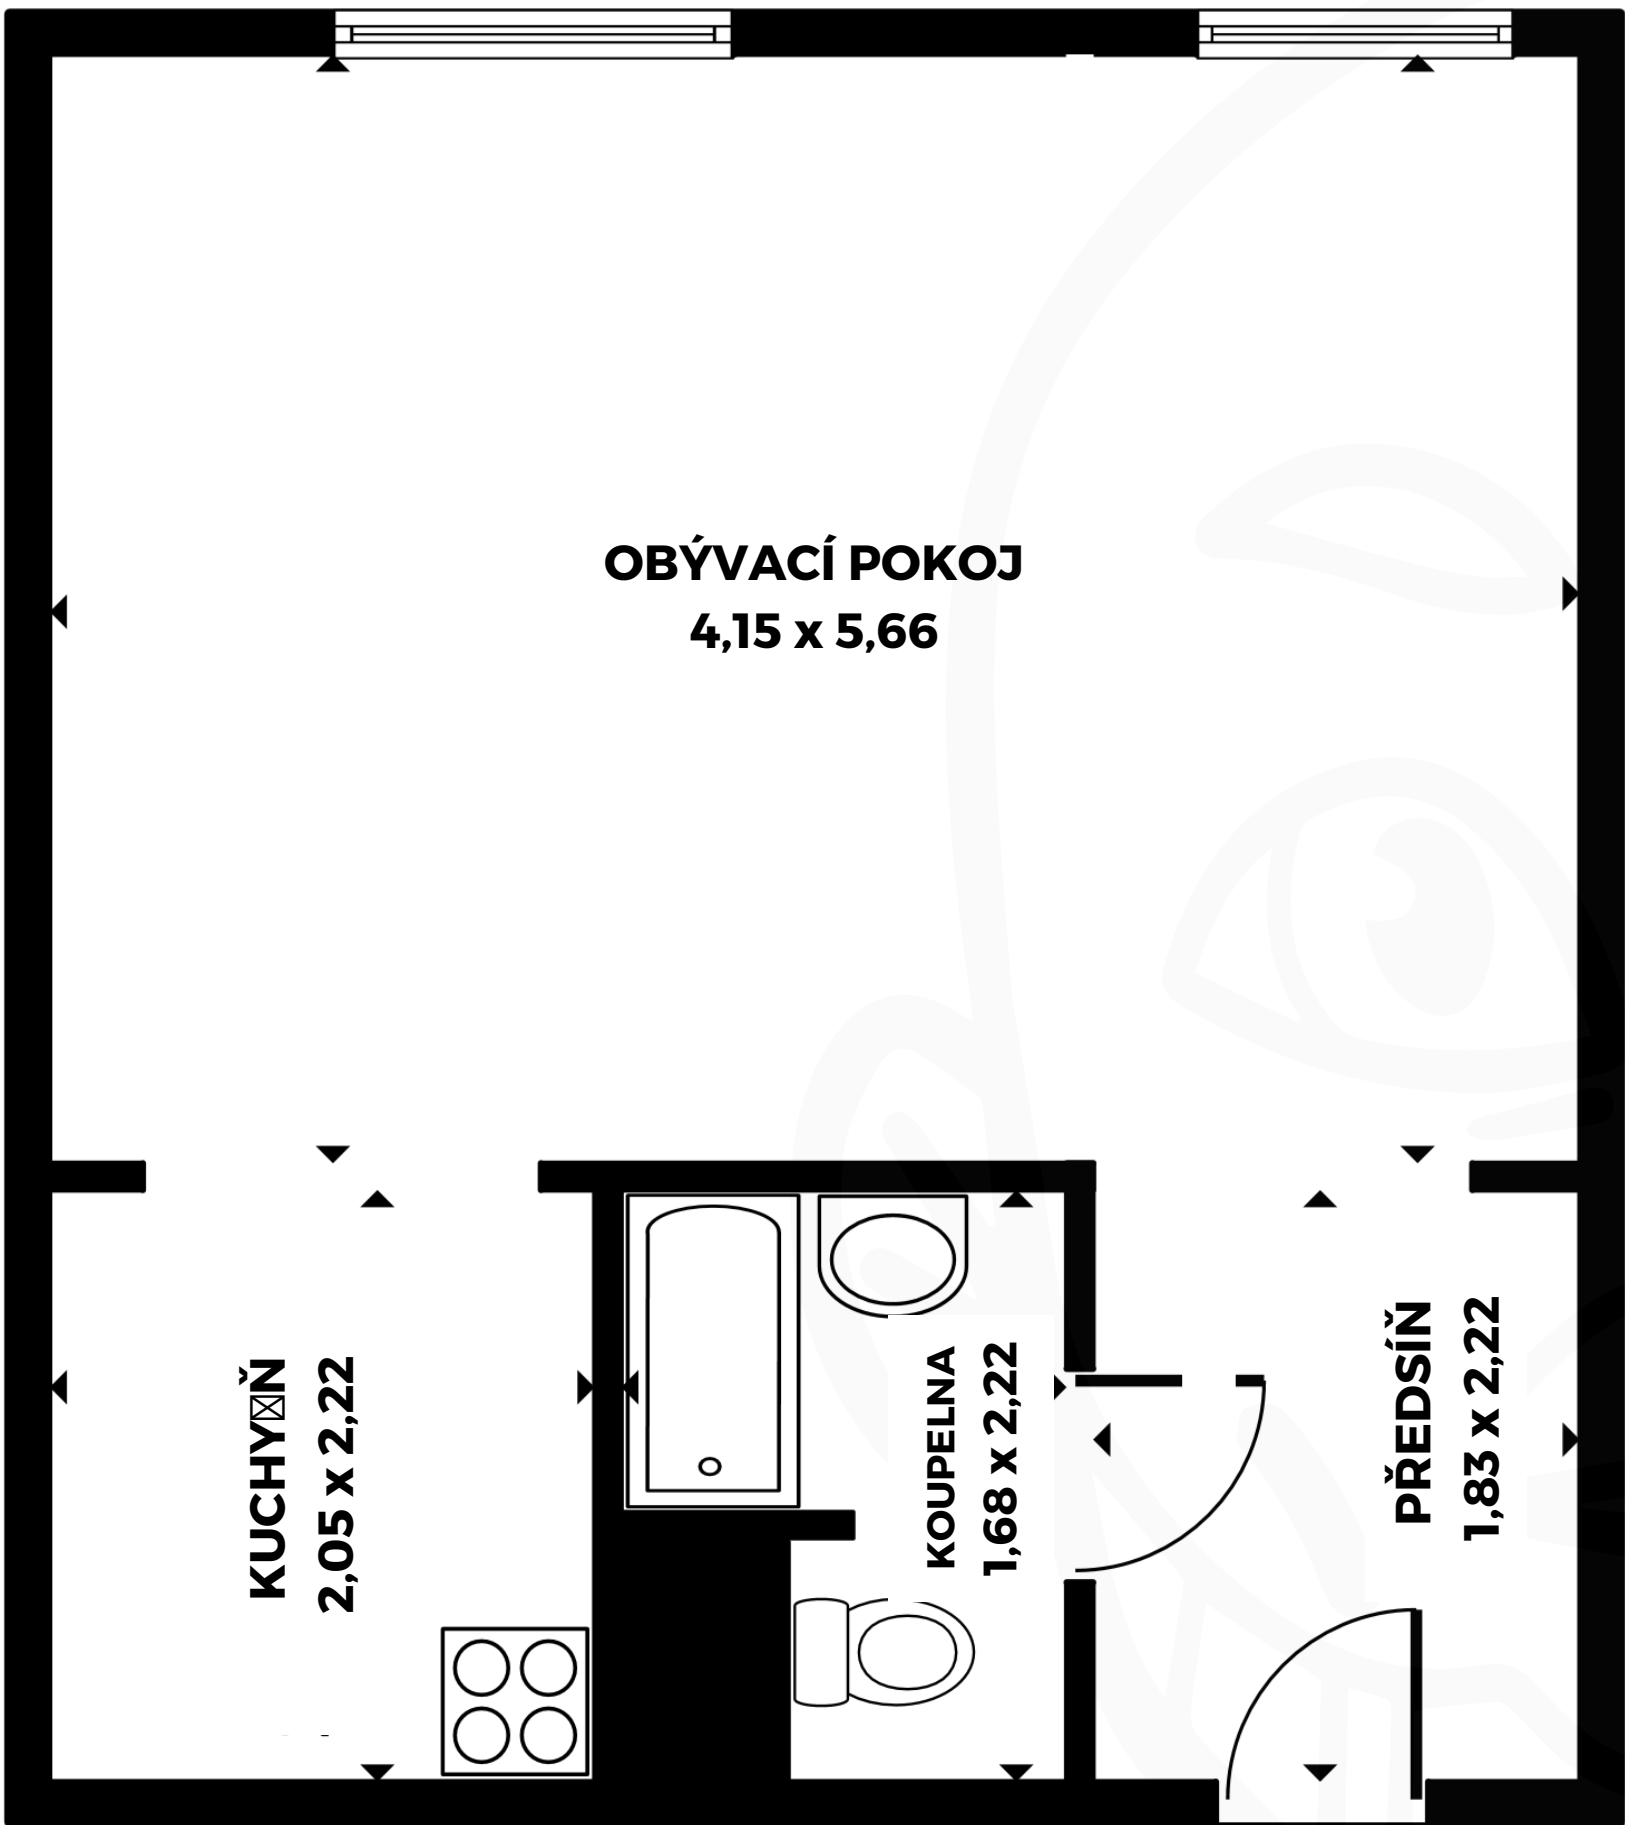 OBÝVACÍ POKOJ
4,15 x 5,66
KUCHYŇ
2,05 x 2,22
KOUPELNA
1,68 x 2,22
PŘEDSÍŇ
1,83 x 2,22